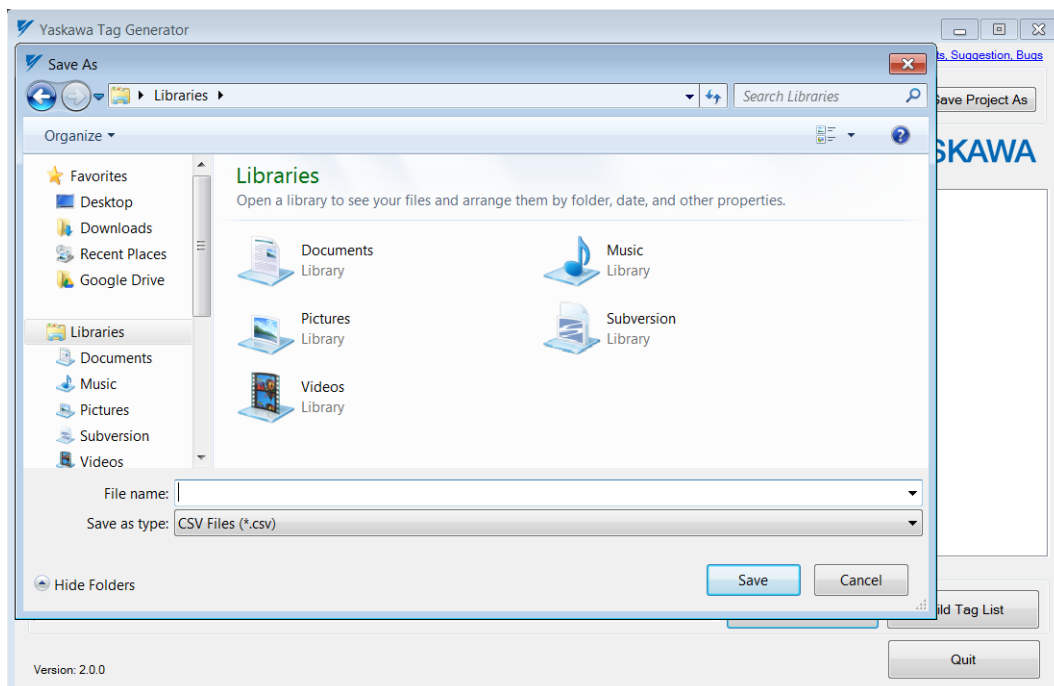 Yaskawa Tag Generator
ts, Suggestion, Bugs
Save As
Libraries
Search Libraries
Save Project As
Organize
SKAWA
Favorites
Desktop
Downloads
Recent Places
Google Drive
Libraries
Documents
Music
Pictures
Subversion
Videos
Libraries
Open a library to see your files and arrange them by folder, date, and other properties.
Documents
Library
Music
Library
Pictures
Library
Subversion
Library
Videos
Library
File name:
Save as type: CSV Files (*.csv)
Hide Folders
Save
Cancel
ild Tag List
Quit
Version: 2.0.0